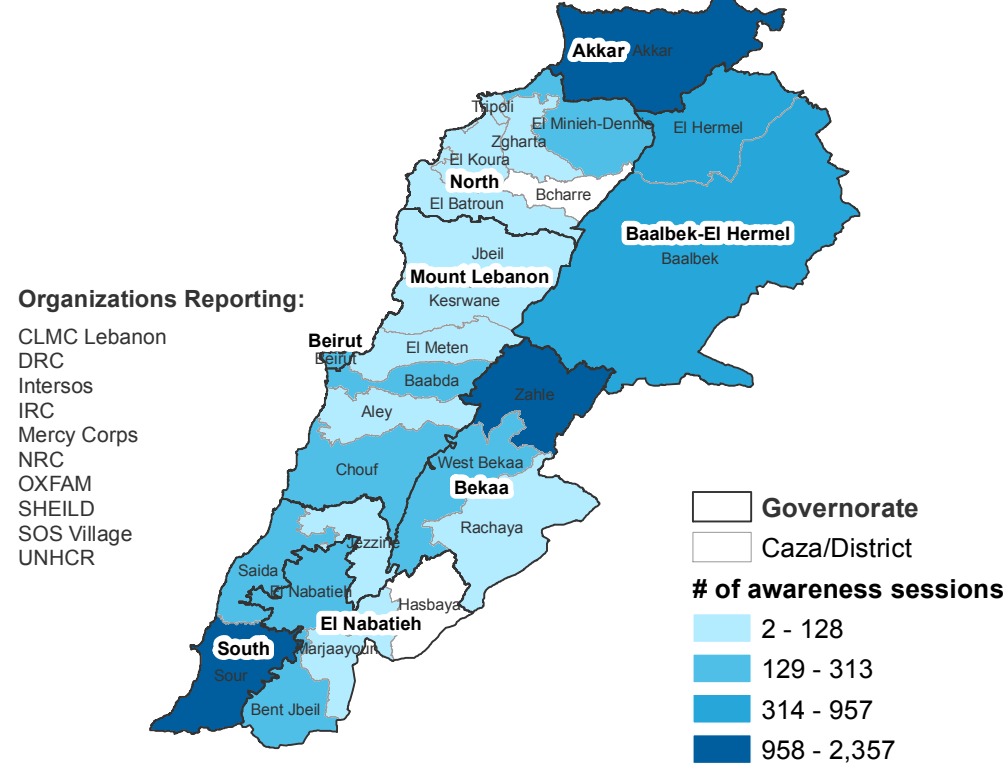 Akkar
Akkar
Tripoli
El Minieh-Dennie
El Hermel
Zgharta
El Koura
North
Bcharre
El Batroun
Baalbek-El Hermel
Baalbek
Jbeil
Mount Lebanon
Kesrwane
Organizations Reporting:
CLMC Lebanon
DRC
Intersos
IRC
Mercy Corps
NRC
OXFAM
SHEILD
SOS Village
UNHCR
Beirut
Beirut
El Meten
Baabda
Zahle
Aley
Chouf
West Bekaa
Bekaa
Rachaya
Jezzine
Saida
El Nabatieh
Hasbaya
El Nabatieh
South
Marjaayoun
Sour
Bent Jbeil
Governorate
Caza/District
# of awareness sessions
2 - 128
129 - 313
314 - 957
958 - 2,357